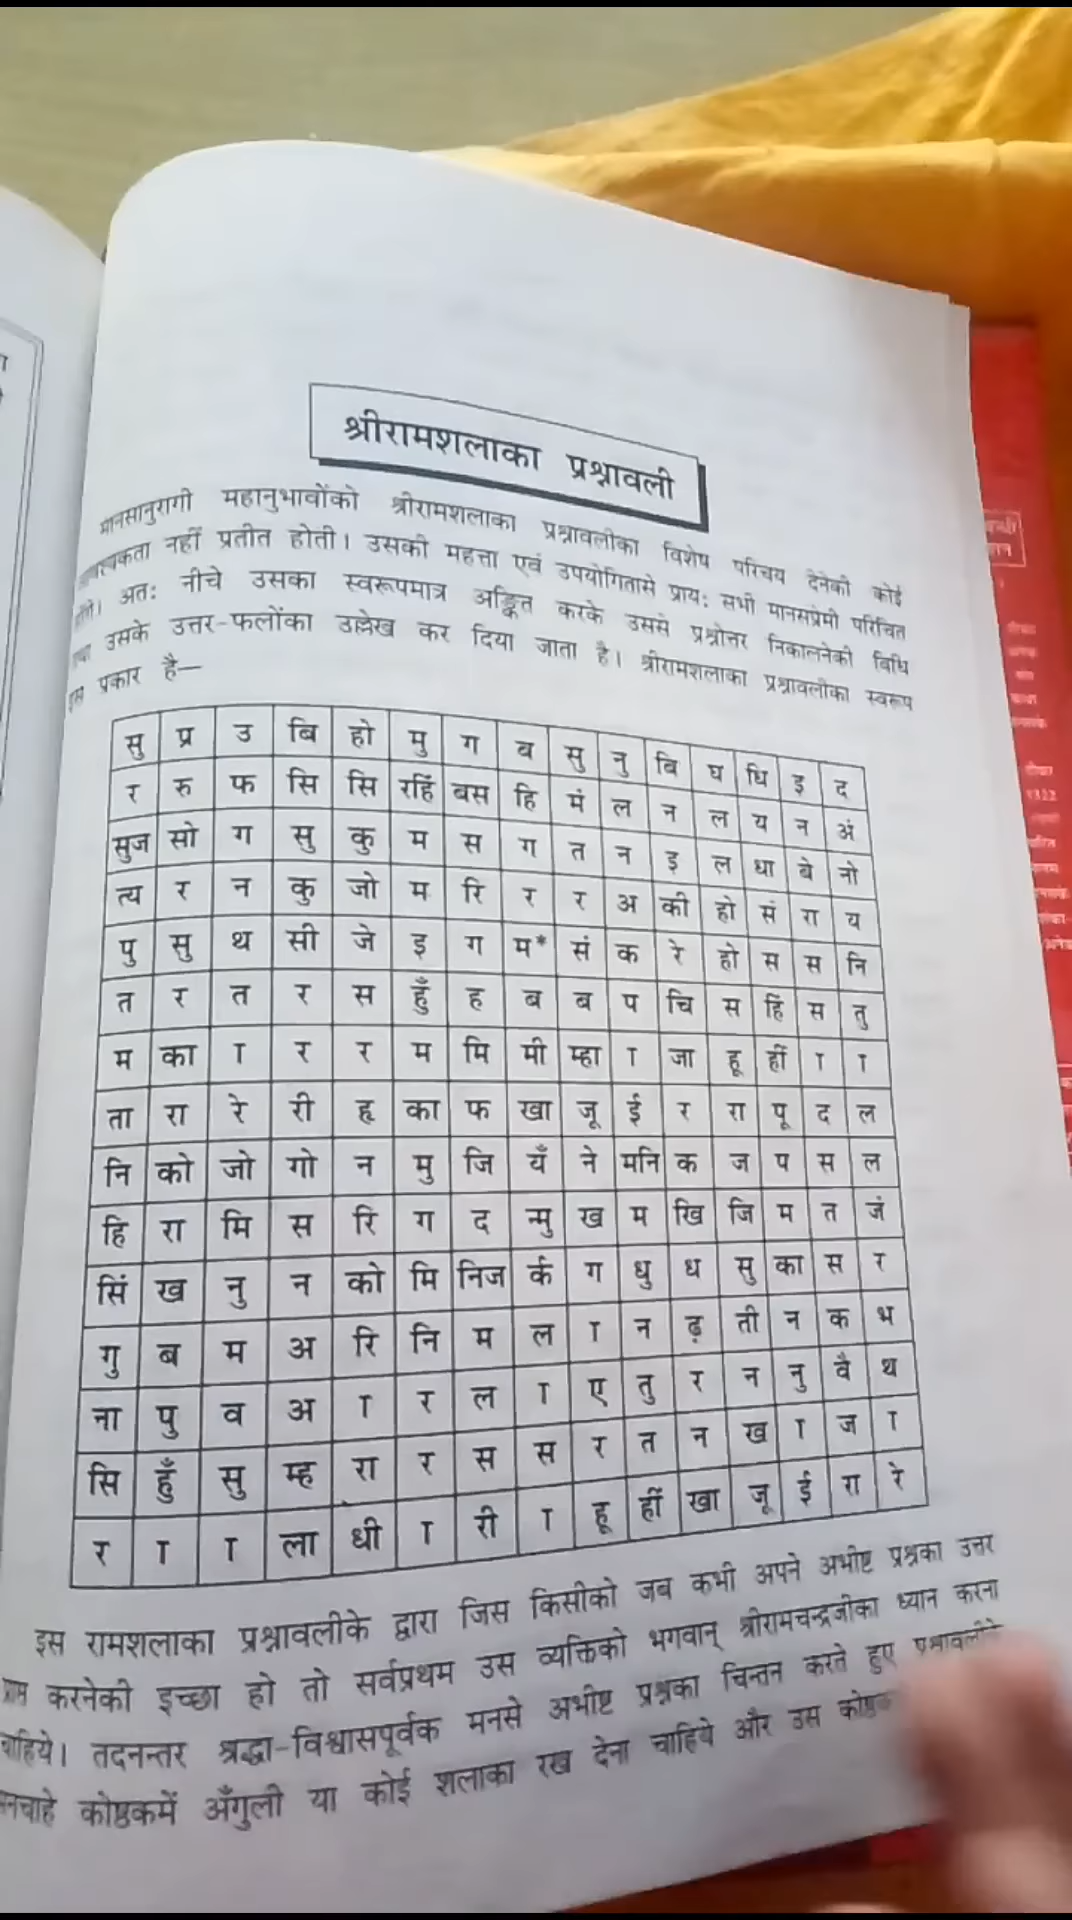 श्रीरामशलाका प्रश्नावली
मानसानुरागी महानुभावोंको श्रीरामशलाका प्रश्नावलीका विशेष परिचय देनेकी कोई
नहीं प्रतीत होती। उसकी महत्ता एवं उपयोगितासे प्राय: सभी मानसप्रेमी परिचित
अत: नीचे उसका स्वरूपमात्र अङ्कित करके उससे प्रश्नोत्तर निकालनेकी विधि
उसके उत्तर-फलोंका उल्लेख कर दिया जाता है। श्रीरामशलाका प्रश्नावलीका स्वरूप
इस प्रकार है—
सु प्र उ बि हो मु ग ब सु नु बि घ धि इ द
र रु फ सि सि रहिं बस हि मं ल न ल य न अं
सुज सो ग सु कु म स ग त न इ ल धा बे नो
त्य र न कु जो म रि र र अ की हो सं रा य
पु सु थ सी जे इ ग म* सं क रे हो स स नि
त र त र स हुँ ह ब ब प चि स हिं स तु
म का ा र र म मि मी म्हा ा जा हू हीं ा ा
ता रा रे री हृ का फ खा जू ई र रा पू द ल
नि को जो गो न मु जि यँ ने मनि क ज प स ल
हि रा मि स रि ग द न्मु ख म खि जि म त जं
सिं ख नु न को मि निज र्क ग धु ध सु का स र
गु ब म अ रि नि म ल ा न ढ़ ती न क भ
ना पु व अ ा र ल ा ए तु र न नु वै थ
सि हुँ सु म्ह रा र स स र त न ख ा ज ा
र ा ा ला धी ा री ा हू हीं खा जू ई रा रे
इस रामशलाका प्रश्नावलीके द्वारा जिस किसीको जब कभी अपने अभीष्ट प्रश्नका उत्तर
करनेकी इच्छा हो तो सर्वप्रथम उस व्यक्तिको भगवान् श्रीरामचन्द्रजीका ध्यान करना
चाहिये। तदनन्तर श्रद्धा-विश्वासपूर्वक मनसे अभीष्ट प्रश्नका चिन्तन करते हुए
कोष्ठकमें अँगुली या कोई शलाका रख देना चाहिये और उस